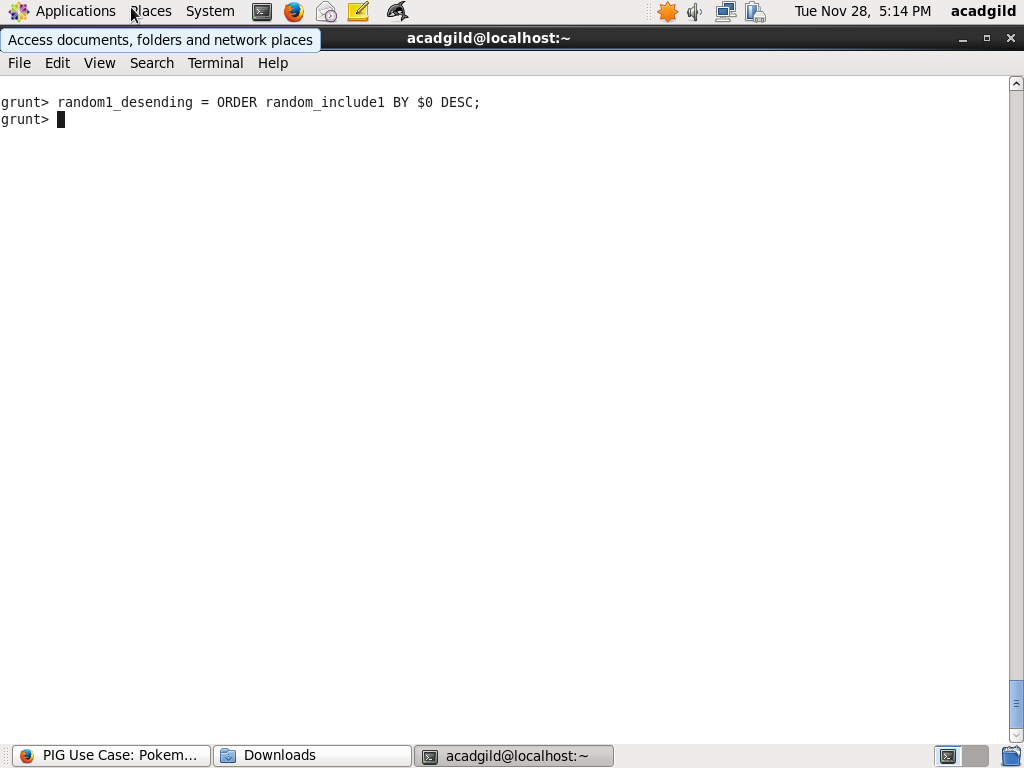 Applications Places System Tue Nov 28, 5:14 PM acadgild
Access documents, folders and network places
acadgild@localhost:~
File Edit View Search Terminal Help
grunt> random1_desending = ORDER random_include1 BY $0 DESC;
grunt>
PIG Use Case: Pokem... Downloads acadgild@localhost:~